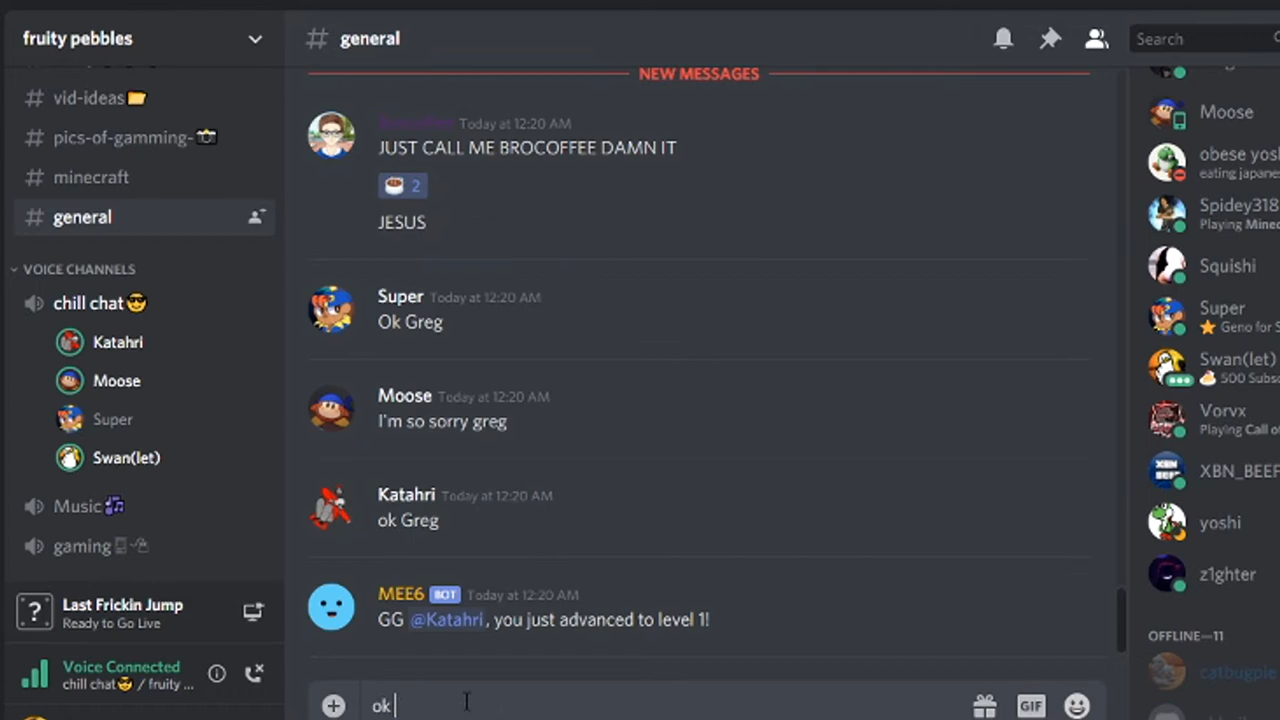 fruity pebbles
# general
Search
NEW MESSAGES
# vid-ideas
# pics-of-gamming-
# minecraft
# general
VOICE CHANNELS
chill chat
Katahri
Moose
Super
Swan(let)
Music
gaming
Last Frickin Jump
Ready to Go Live
Voice Connected
chill chat / fruity ...
Today at 12:20 AM
JUST CALL ME BROCOFFEE DAMN IT
2
JESUS
Super Today at 12:20 AM
Ok Greg
Moose Today at 12:20 AM
I'm so sorry greg
Katahri Today at 12:20 AM
ok Greg
MEE6 BOT Today at 12:20 AM
GG @Katahri, you just advanced to level 1!
ok
GIF
Moose
obese yos
eating japane
Spidey318
Playing Mine
Squishi
Super
Geno for S
Swan(let)
500 Subs
Vorvx
Playing Call o
XBN_BEEF
XBN_BEEF
yoshi
z1ghter
OFFLINE—11
catbugpie